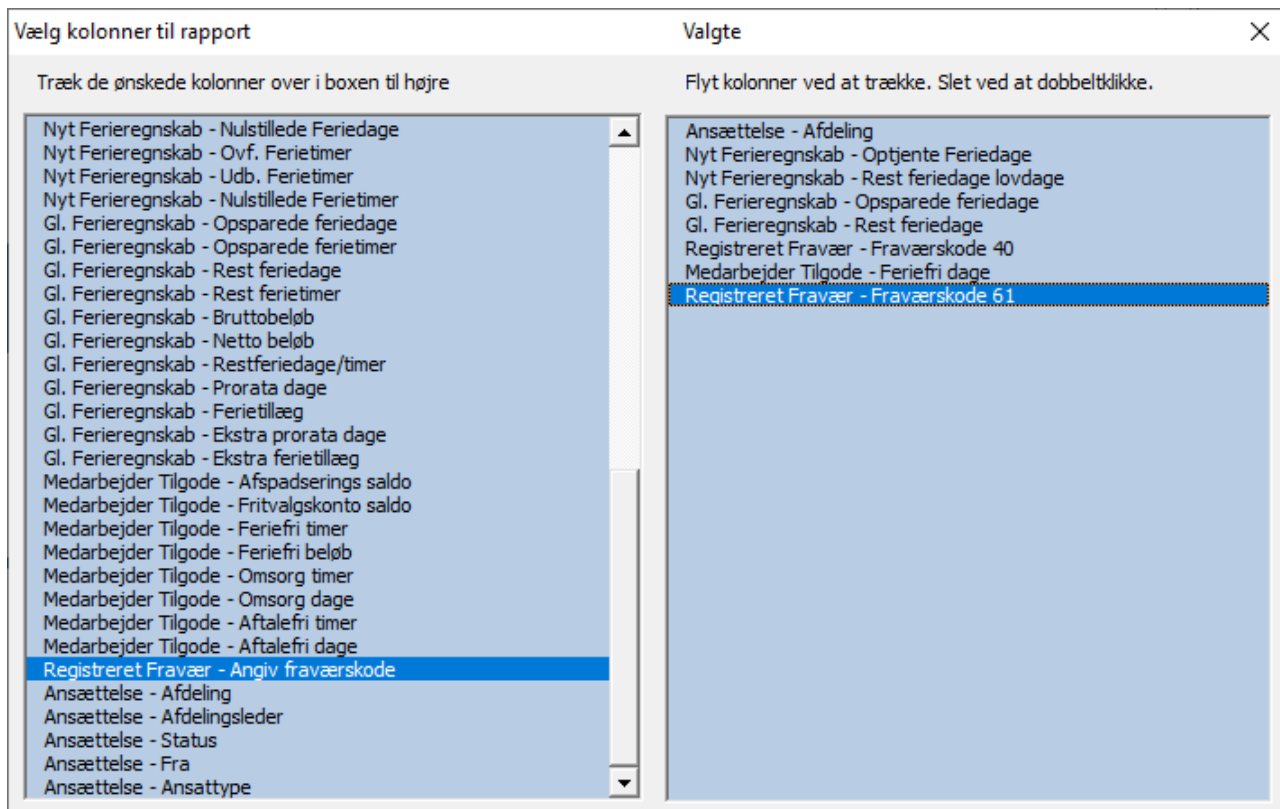 Vælg kolonner til rapport
Træk de ønskede kolonner over i boxen til højre
Nyt Ferieregnskab - Nulstillede Feriedage
Nyt Ferieregnskab - Ovf. Ferietimer
Nyt Ferieregnskab - Udb. Ferietimer
Nyt Ferieregnskab - Nulstillede Ferietimer
Gl. Ferieregnskab - Opsparede feriedage
Gl. Ferieregnskab - Opsparede ferietimer
Gl. Ferieregnskab - Rest feriedage
Gl. Ferieregnskab - Rest ferietimer
Gl. Ferieregnskab - Bruttobeløb
Gl. Ferieregnskab - Netto beløb
Gl. Ferieregnskab - Restferiedage/timer
Gl. Ferieregnskab - Prorata dage
Gl. Ferieregnskab - Ferietillæg
Gl. Ferieregnskab - Ekstra prorata dage
Gl. Ferieregnskab - Ekstra ferietillæg
Medarbejder Tilgode - Afspadserings saldo
Medarbejder Tilgode - Fritvalgskonto saldo
Medarbejder Tilgode - Feriefri timer
Medarbejder Tilgode - Feriefri beløb
Medarbejder Tilgode - Omsorg timer
Medarbejder Tilgode - Omsorg dage
Medarbejder Tilgode - Aftalefri timer
Medarbejder Tilgode - Aftalefri dage
Registreret Fravær - Angiv fraværskode
Ansættelse - Afdeling
Ansættelse - Afdelingsleder
Ansættelse - Status
Ansættelse - Fra
Ansættelse - Ansattype
Valgte
Flyt kolonner ved at trække. Slet ved at dobbeltklikke.
Ansættelse - Afdeling
Nyt Ferieregnskab - Optjente Feriedage
Nyt Ferieregnskab - Rest feriedage lovdage
Gl. Ferieregnskab - Opsparede feriedage
Gl. Ferieregnskab - Rest feriedage
Registreret Fravær - Fraværskode 40
Medarbejder Tilgode - Feriefri dage
Registreret Fravær - Fraværskode 61